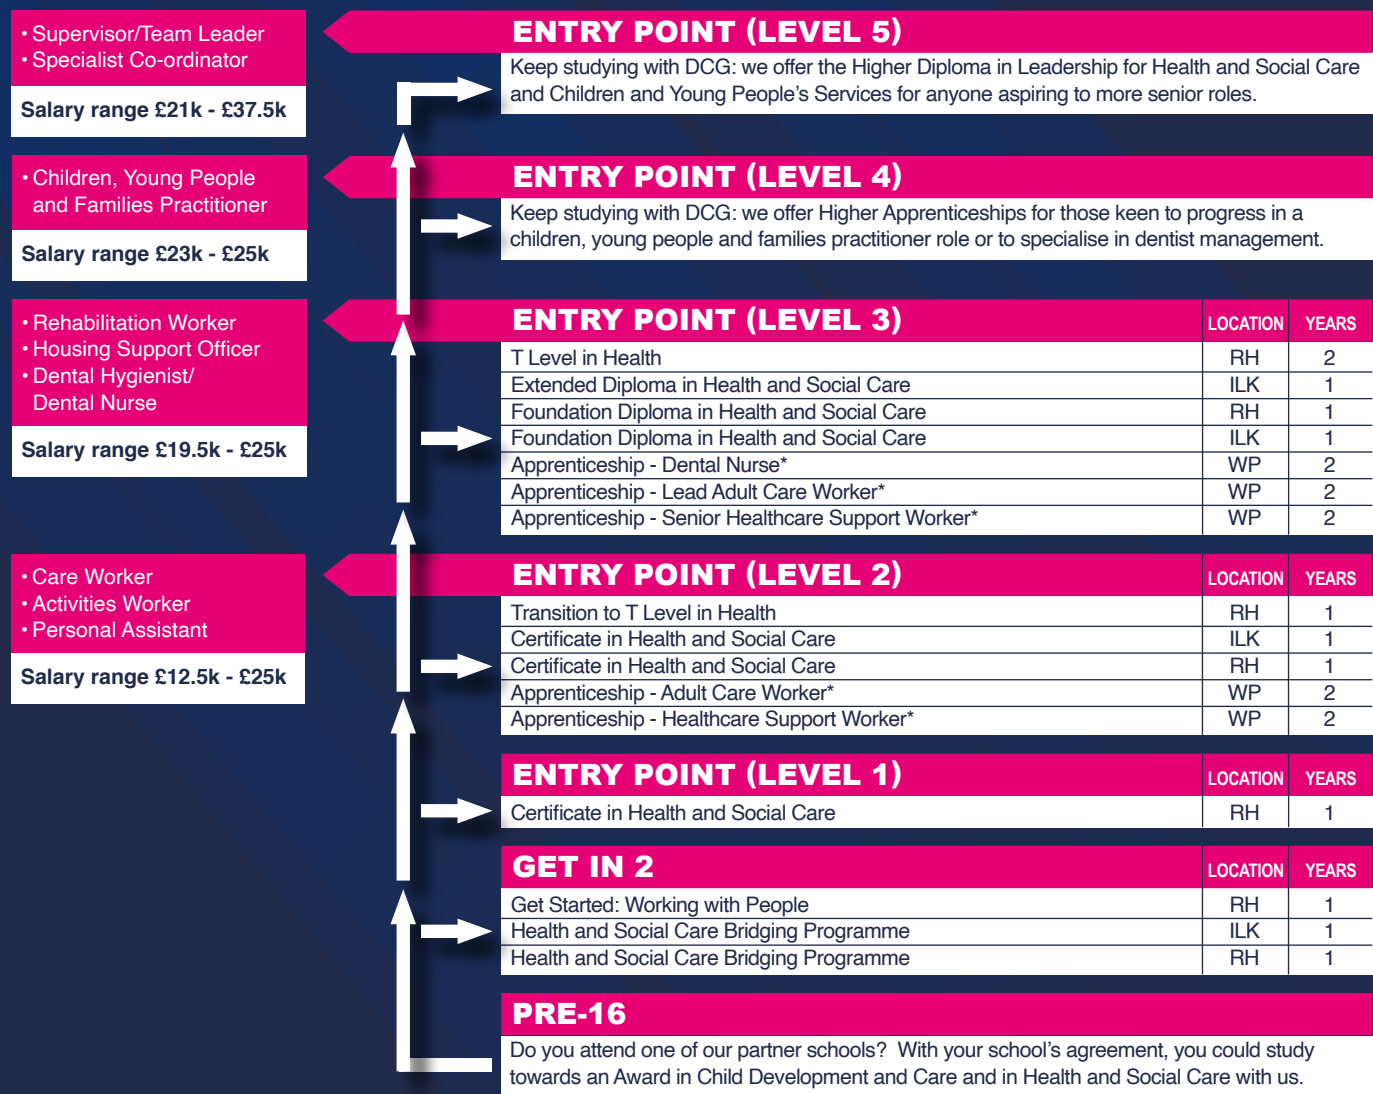 • Supervisor/Team Leader
• Specialist Co-ordinator
Salary range £21k - £37.5k
ENTRY POINT (LEVEL 5)
Keep studying with DCG: we offer the Higher Diploma in Leadership for Health and Social Care
and Children and Young People's Services for anyone aspiring to more senior roles.
• Children, Young People
and Families Practitioner
Salary range £23k - £25k
ENTRY POINT (LEVEL 4)
Keep studying with DCG: we offer Higher Apprenticeships for those keen to progress in a
children, young people and families practitioner role or to specialise in dentist management.
• Rehabilitation Worker
• Housing Support Officer
• Dental Hygienist/
Dental Nurse
Salary range £19.5k - £25k
ENTRY POINT (LEVEL 3) LOCATION YEARS
T Level in Health RH 2
Extended Diploma in Health and Social Care ILK 1
Foundation Diploma in Health and Social Care RH 1
Foundation Diploma in Health and Social Care ILK 1
Apprenticeship - Dental Nurse* WP 2
Apprenticeship - Lead Adult Care Worker* WP 2
Apprenticeship - Senior Healthcare Support Worker* WP 2
• Care Worker
• Activities Worker
• Personal Assistant
Salary range £12.5k - £25k
ENTRY POINT (LEVEL 2) LOCATION YEARS
Transition to T Level in Health RH 1
Certificate in Health and Social Care ILK 1
Certificate in Health and Social Care RH 1
Apprenticeship - Adult Care Worker* WP 2
Apprenticeship - Healthcare Support Worker* WP 2
ENTRY POINT (LEVEL 1) LOCATION YEARS
Certificate in Health and Social Care RH 1
GET IN 2 LOCATION YEARS
Get Started: Working with People RH 1
Health and Social Care Bridging Programme ILK 1
Health and Social Care Bridging Programme RH 1
PRE-16
Do you attend one of our partner schools? With your school's agreement, you could study
towards an Award in Child Development and Care and in Health and Social Care with us.